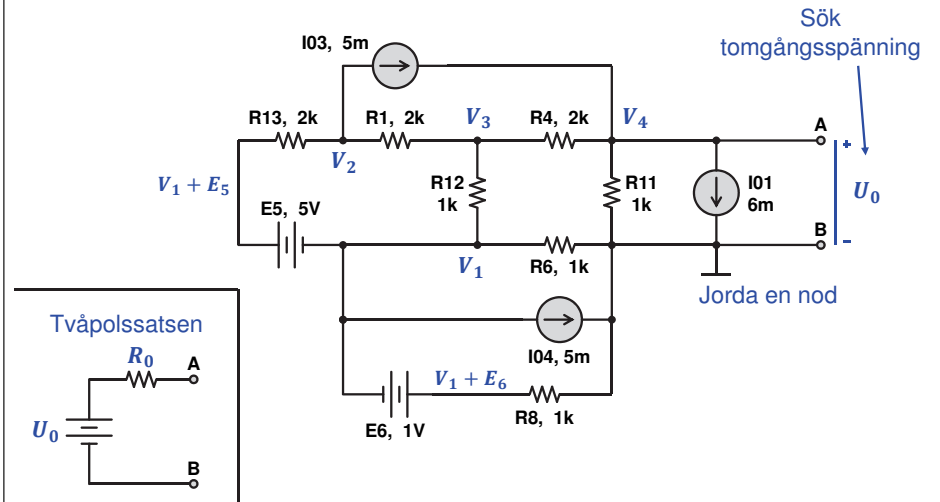 Sök
tomgångsspänning
I03, 5m
R13, 2k
R1, 2k
V₃
R4, 2k
V₄
A
V₂
+
V₁ + E₅
R12
1k
R11
1k
I01
6m
U₀
E5, 5V
B
-
V₁
R6, 1k
Jorda en nod
Tvåpolssatsen
I04, 5m
R₀
A
V₁ + E₆
R8, 1k
E6, 1V
U₀
B